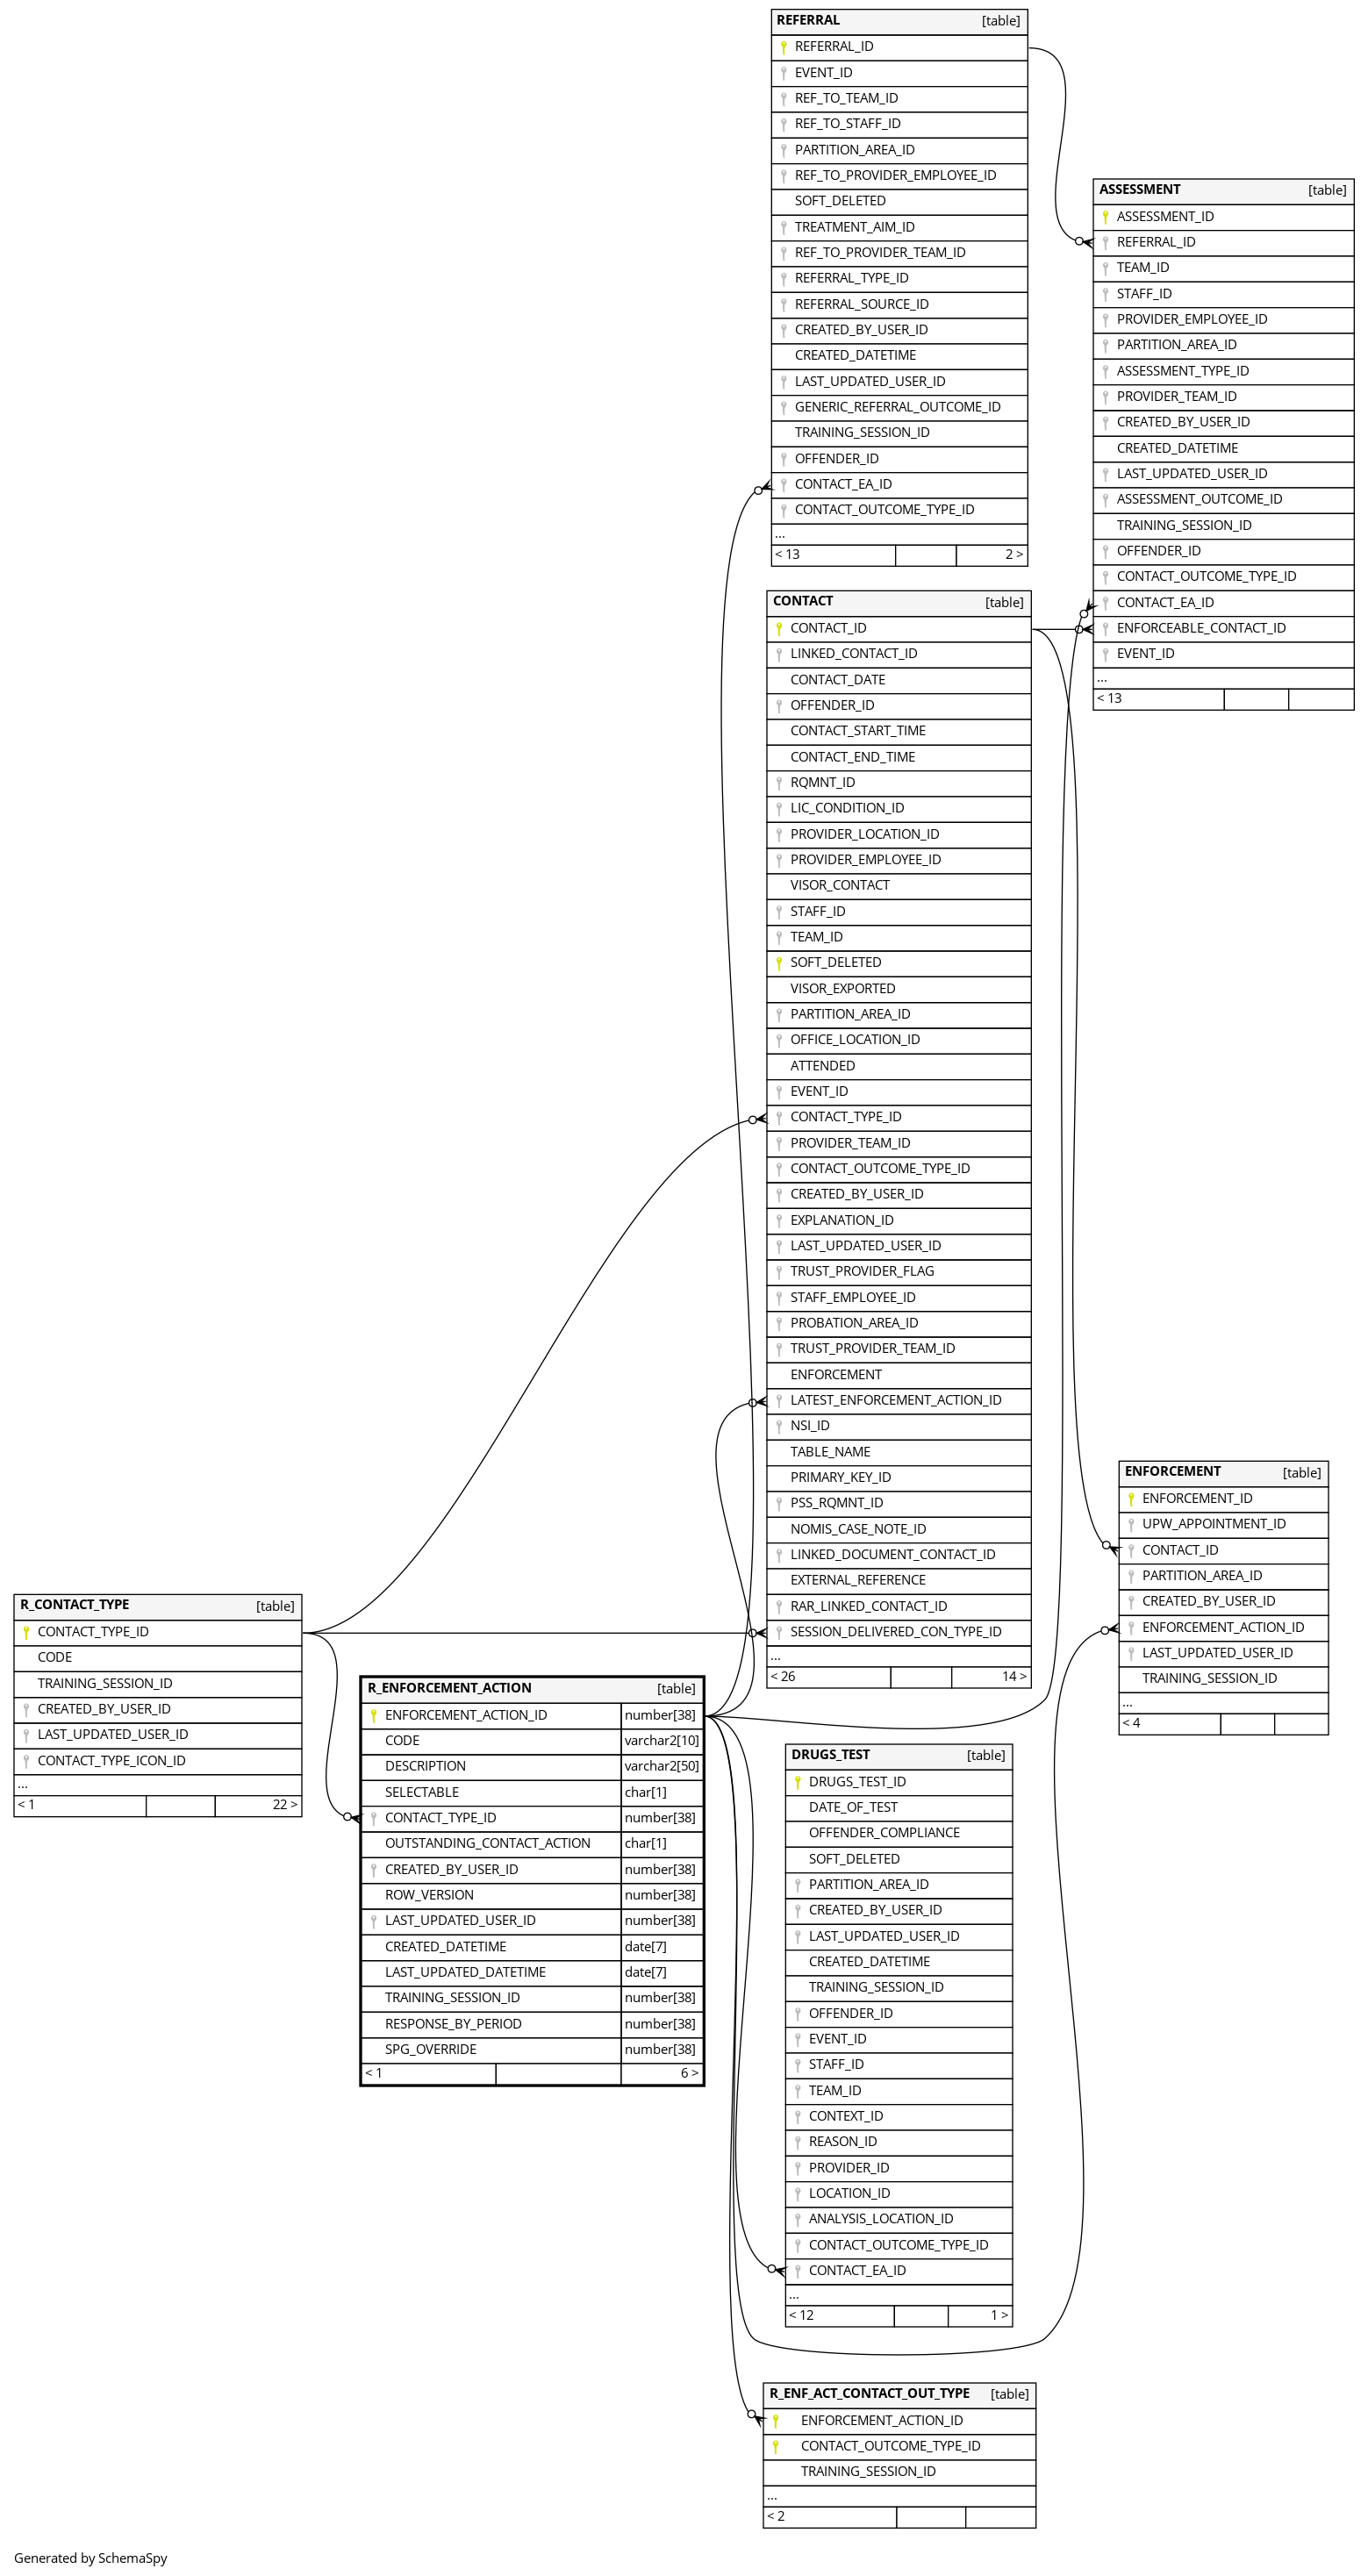 REFERRAL [table]
REFERRAL_ID
EVENT_ID
REF_TO_TEAM_ID
REF_TO_STAFF_ID
PARTITION_AREA_ID
REF_TO_PROVIDER_EMPLOYEE_ID
SOFT_DELETED
TREATMENT_AIM_ID
REF_TO_PROVIDER_TEAM_ID
REFERRAL_TYPE_ID
REFERRAL_SOURCE_ID
CREATED_BY_USER_ID
CREATED_DATETIME
LAST_UPDATED_USER_ID
GENERIC_REFERRAL_OUTCOME_ID
TRAINING_SESSION_ID
OFFENDER_ID
CONTACT_EA_ID
CONTACT_OUTCOME_TYPE_ID
...
< 13 2 >
ASSESSMENT [table]
ASSESSMENT_ID
REFERRAL_ID
TEAM_ID
STAFF_ID
PROVIDER_EMPLOYEE_ID
PARTITION_AREA_ID
ASSESSMENT_TYPE_ID
PROVIDER_TEAM_ID
CREATED_BY_USER_ID
CREATED_DATETIME
LAST_UPDATED_USER_ID
ASSESSMENT_OUTCOME_ID
TRAINING_SESSION_ID
OFFENDER_ID
CONTACT_OUTCOME_TYPE_ID
CONTACT_EA_ID
ENFORCEABLE_CONTACT_ID
EVENT_ID
...
< 13
CONTACT [table]
CONTACT_ID
LINKED_CONTACT_ID
CONTACT_DATE
OFFENDER_ID
CONTACT_START_TIME
CONTACT_END_TIME
RQMNT_ID
LIC_CONDITION_ID
PROVIDER_LOCATION_ID
PROVIDER_EMPLOYEE_ID
VISOR_CONTACT
STAFF_ID
TEAM_ID
SOFT_DELETED
VISOR_EXPORTED
PARTITION_AREA_ID
OFFICE_LOCATION_ID
ATTENDED
EVENT_ID
CONTACT_TYPE_ID
PROVIDER_TEAM_ID
CONTACT_OUTCOME_TYPE_ID
CREATED_BY_USER_ID
EXPLANATION_ID
LAST_UPDATED_USER_ID
TRUST_PROVIDER_FLAG
STAFF_EMPLOYEE_ID
PROBATION_AREA_ID
TRUST_PROVIDER_TEAM_ID
ENFORCEMENT
LATEST_ENFORCEMENT_ACTION_ID
NSI_ID
TABLE_NAME
PRIMARY_KEY_ID
PSS_RQMNT_ID
NOMIS_CASE_NOTE_ID
LINKED_DOCUMENT_CONTACT_ID
EXTERNAL_REFERENCE
RAR_LINKED_CONTACT_ID
SESSION_DELIVERED_CON_TYPE_ID
...
< 26 14 >
ENFORCEMENT [table]
ENFORCEMENT_ID
UPW_APPOINTMENT_ID
CONTACT_ID
PARTITION_AREA_ID
CREATED_BY_USER_ID
ENFORCEMENT_ACTION_ID
LAST_UPDATED_USER_ID
TRAINING_SESSION_ID
...
< 4
R_CONTACT_TYPE [table]
CONTACT_TYPE_ID
CODE
TRAINING_SESSION_ID
CREATED_BY_USER_ID
LAST_UPDATED_USER_ID
CONTACT_TYPE_ICON_ID
...
< 1 22 >
R_ENFORCEMENT_ACTION [table]
ENFORCEMENT_ACTION_ID number[38]
CODE varchar2[10]
DESCRIPTION varchar2[50]
SELECTABLE char[1]
CONTACT_TYPE_ID number[38]
OUTSTANDING_CONTACT_ACTION char[1]
CREATED_BY_USER_ID number[38]
ROW_VERSION number[38]
LAST_UPDATED_USER_ID number[38]
CREATED_DATETIME date[7]
LAST_UPDATED_DATETIME date[7]
TRAINING_SESSION_ID number[38]
RESPONSE_BY_PERIOD number[38]
SPG_OVERRIDE number[38]
< 1 6 >
DRUGS_TEST [table]
DRUGS_TEST_ID
DATE_OF_TEST
OFFENDER_COMPLIANCE
SOFT_DELETED
PARTITION_AREA_ID
CREATED_BY_USER_ID
LAST_UPDATED_USER_ID
CREATED_DATETIME
TRAINING_SESSION_ID
OFFENDER_ID
EVENT_ID
STAFF_ID
TEAM_ID
CONTEXT_ID
REASON_ID
PROVIDER_ID
LOCATION_ID
ANALYSIS_LOCATION_ID
CONTACT_OUTCOME_TYPE_ID
CONTACT_EA_ID
...
< 12 1 >
R_ENF_ACT_CONTACT_OUT_TYPE [table]
ENFORCEMENT_ACTION_ID
CONTACT_OUTCOME_TYPE_ID
TRAINING_SESSION_ID
...
< 2
Generated by SchemaSpy